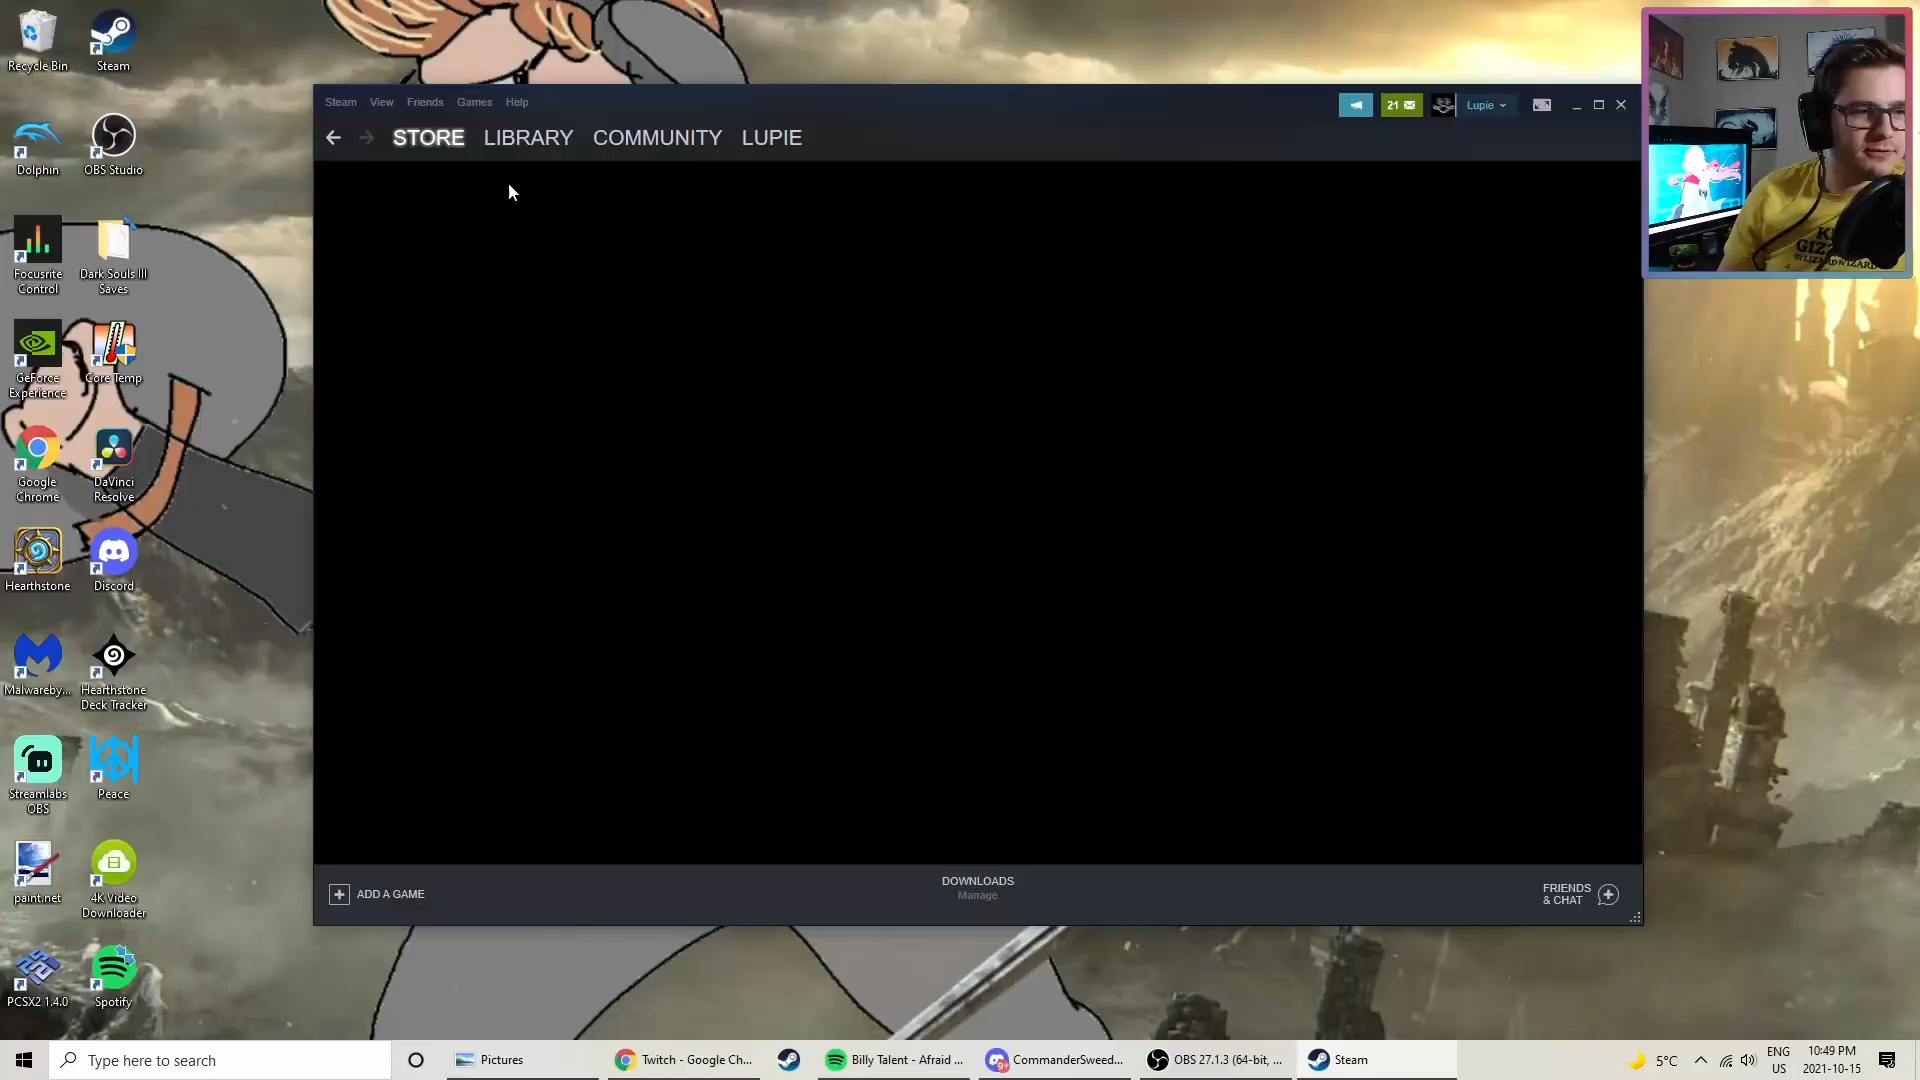 Recycle Bin
Steam
Dolphin
OBS Studio
Focusrite
Control
Dark Souls III
Saves
GeForce
Experience
Core Temp
Google
Chrome
DaVinci
Resolve
Hearthstone
Discord
Malwareby...
Hearthstone
Deck Tracker
Streamlabs
OBS
Peace
paint.net
4K Video
Downloader
PCSX2 1.4.0
Spotify
Steam View Friends Games Help
21
Lupie
STORE LIBRARY COMMUNITY LUPIE
ADD A GAME
DOWNLOADS
Manage
FRIENDS
& CHAT
GIZZ
LIZARD WIZARD
Type here to search
Pictures
Twitch - Google Ch...
Billy Talent - Afraid ...
9+
CommanderSweed...
OBS 27.1.3 (64-bit, ...
Steam
5°C
ENG
US
10:49 PM
2021-10-15